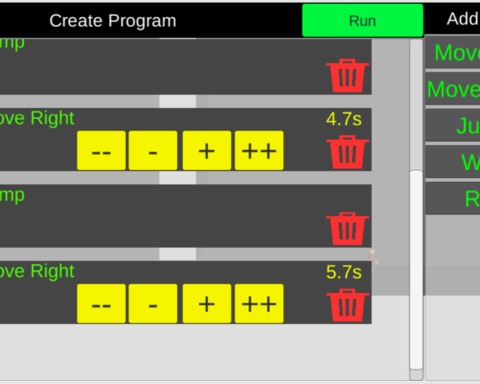 Create Program
Run
Add
mp
ove Right
4.7s
-- - + ++
mp
ove Right
5.7s
-- - + ++
Move
Move
Ju
W
R